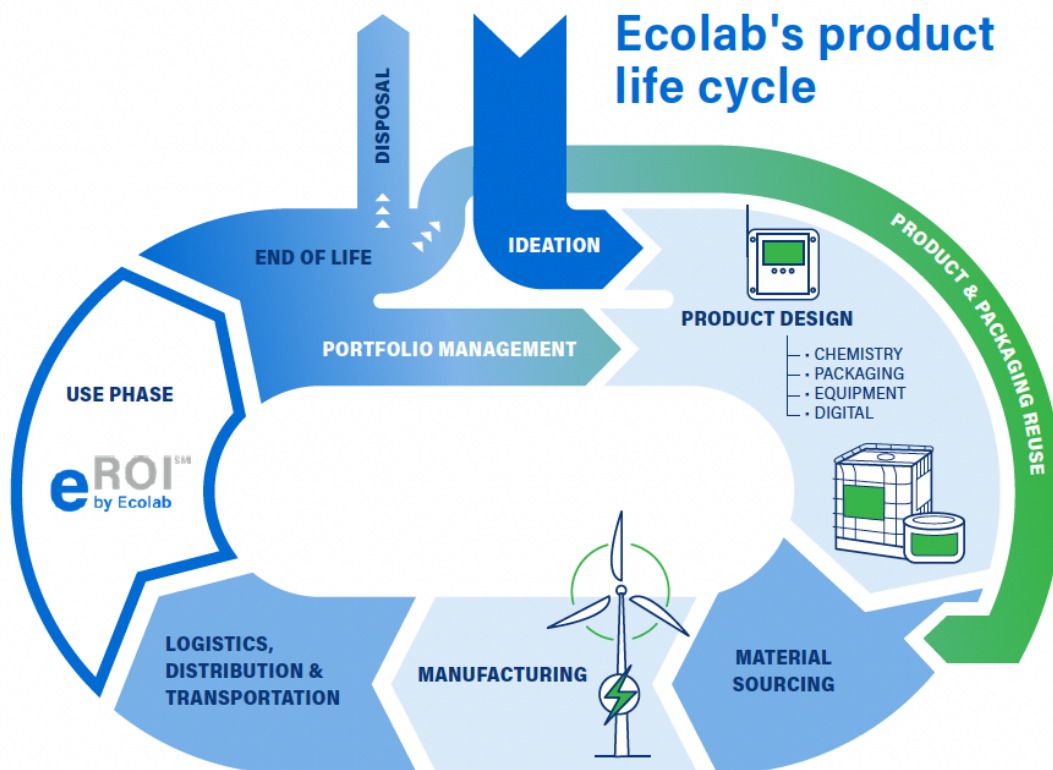 Ecolab's product
life cycle
DISPOSAL
IDEATION
END OF LIFE
PORTFOLIO MANAGEMENT
PRODUCT DESIGN
• CHEMISTRY
• PACKAGING
• EQUIPMENT
• DIGITAL
PRODUCT & PACKAGING REUSE
USE PHASE
eROI℠
by Ecolab
LOGISTICS,
DISTRIBUTION &
TRANSPORTATION
MANUFACTURING
MATERIAL
SOURCING